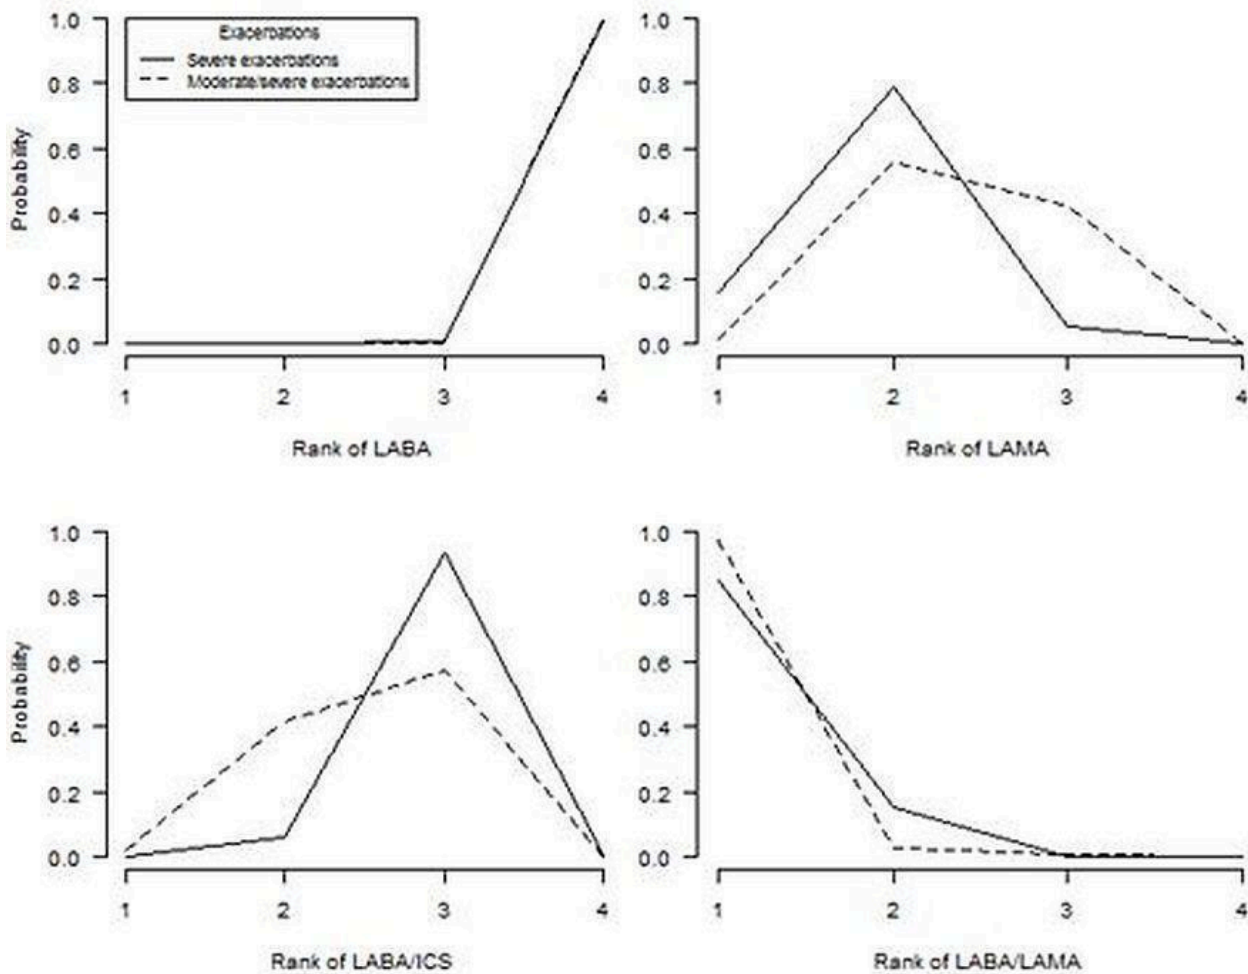 1.0
0.8
0.6
0.4
0.2
0.0
Probability
Exacerbations
Severe exacerbations
Moderate/severe exacerbations
1 2 3 4
Rank of LABA
1.0
0.8
0.6
0.4
0.2
0.0
1 2 3 4
Rank of LAMA
1.0
0.8
0.6
0.4
0.2
0.0
Probability
1 2 3 4
Rank of LABA/ICS
1.0
0.8
0.6
0.4
0.2
0.0
1 2 3 4
Rank of LABA/LAMA